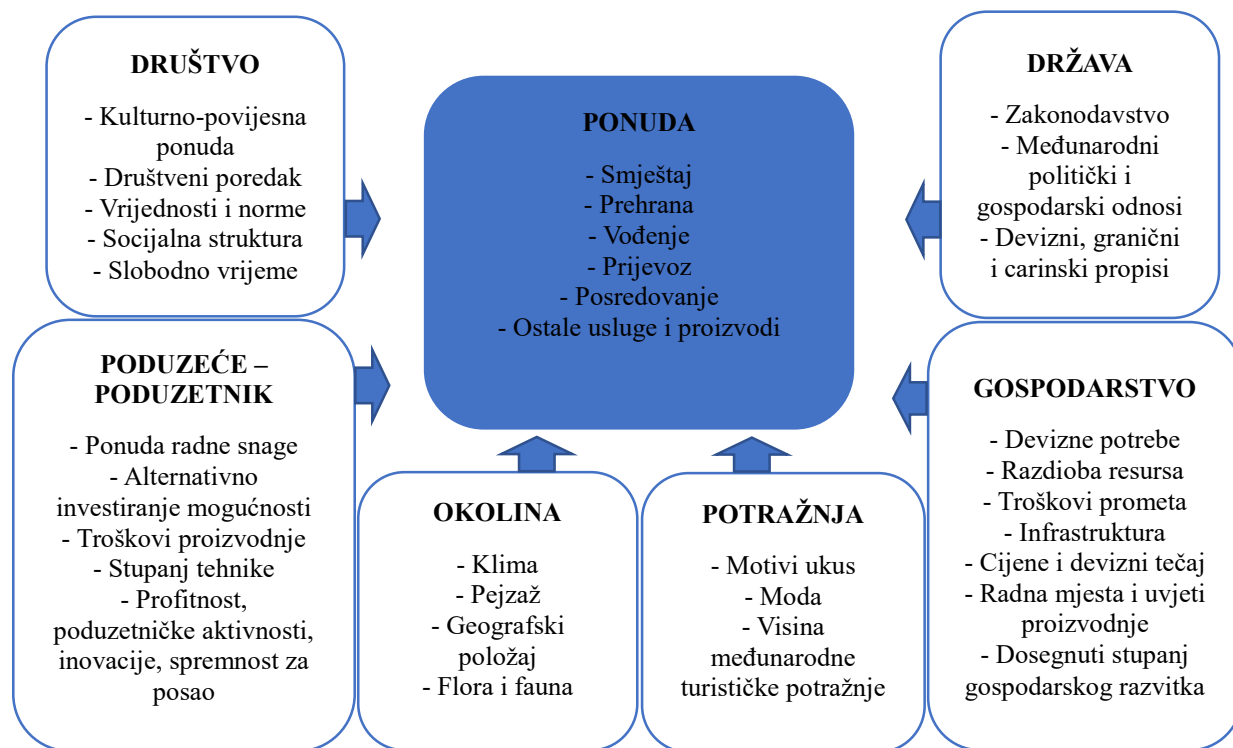 DRUŠTVO
- Kulturno-povijesna
ponuda
- Društveni poredak
- Vrijednosti i norme
- Socijalna struktura
- Slobodno vrijeme
PONUDA
- Smještaj
- Prehrana
- Vođenje
- Prijevoz
- Posredovanje
- Ostale usluge i proizvodi
DRŽAVA
- Zakonodavstvo
- Međunarodni
politički i
gospodarski odnosi
- Devizni, granični
i carinski propisi
PODUZEĆE –
PODUZETNIK
- Ponuda radne snage
- Alternativno
investiranje mogućnosti
- Troškovi proizvodnje
- Stupanj tehnike
- Profitnost,
poduzetničke aktivnosti,
inovacije, spremnost za
posao
OKOLINA
- Klima
- Pejzaž
- Geografski
položaj
- Flora i fauna
POTRAŽNJA
- Motivi ukus
- Moda
- Visina
međunarodne
turističke potražnje
GOSPODARSTVO
- Devizne potrebe
- Razdioba resursa
- Troškovi prometa
- Infrastruktura
- Cijene i devizni tečaj
- Radna mjesta i uvjeti
proizvodnje
- Dosegnuti stupanj
gospodarskog razvitka